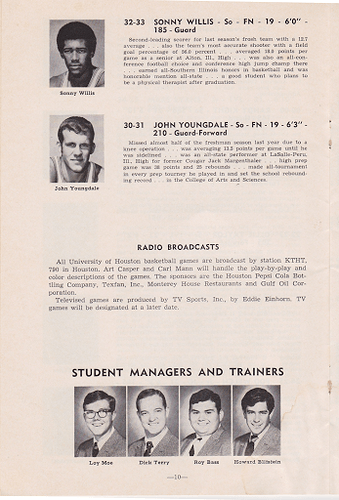 32-33 SONNY WILLIS - So - FN - 19 - 6'0" -
185 - Guard
Second-leading scorer for last season's frosh team with a 12.7
average . . . also the team's most accurate shooter with a field
goal percentage of 56.0 percent . . . averaged 18.0 points per
game as a senior at Alton, Ill., High . . . was also an all-con-
ference football choice and conference high jump champ there
. . . named all-Southern Illinois honors in basketball and was
honorable mention all-state . . . a good student who plans to
be a physical therapist after graduation.
Sonny Willis
30-31 JOHN YOUNGDALE - So - FN - 19 - 6'3" -
210 - Guard-Forward
Missed almost half of the freshman season last year due to a
knee operation . . . was averaging 13.5 points per game until he
was sidelined . . . was an all-state performer at LaSalle-Peru,
Ill., High for former Cougar Jack Margenthaler . . . high prep
game was 36 points and 25 rebounds . . . made all-tournament
in every prep tourney he played in and set the school rebound-
ing record . . . in the College of Arts and Sciences.
John Youngdale
RADIO BROADCASTS
All University of Houston basketball games are broadcast by station KTHT,
790 in Houston. Art Casper and Carl Mann will handle the play-by-play and
color descriptions of the games. The sponsors are the Houston Pepsi Cola Bot-
tling Company, Texfan, Inc., Monterey House Restaurants and Gulf Oil Cor-
poration.
Televised games are produced by TV Sports, Inc., by Eddie Einhorn. TV
games will be designated at a later date.
STUDENT MANAGERS AND TRAINERS
Loy Moe Dick Terry Roy Bass Howard
—10—